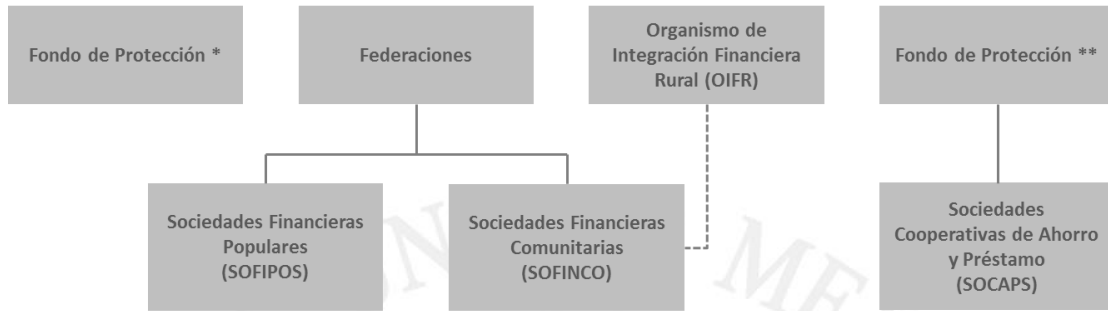 Fondo de Protección *
Federaciones
Organismo de
Integración Financiera
Rural (OIFR)
Fondo de Protección **
Sociedades Financieras
Populares
(SOFIPOS)
Sociedades Financieras
Comunitarias
(SOFINCO)
Sociedades
Cooperativas de Ahorro
y Préstamo
(SOCAPS)